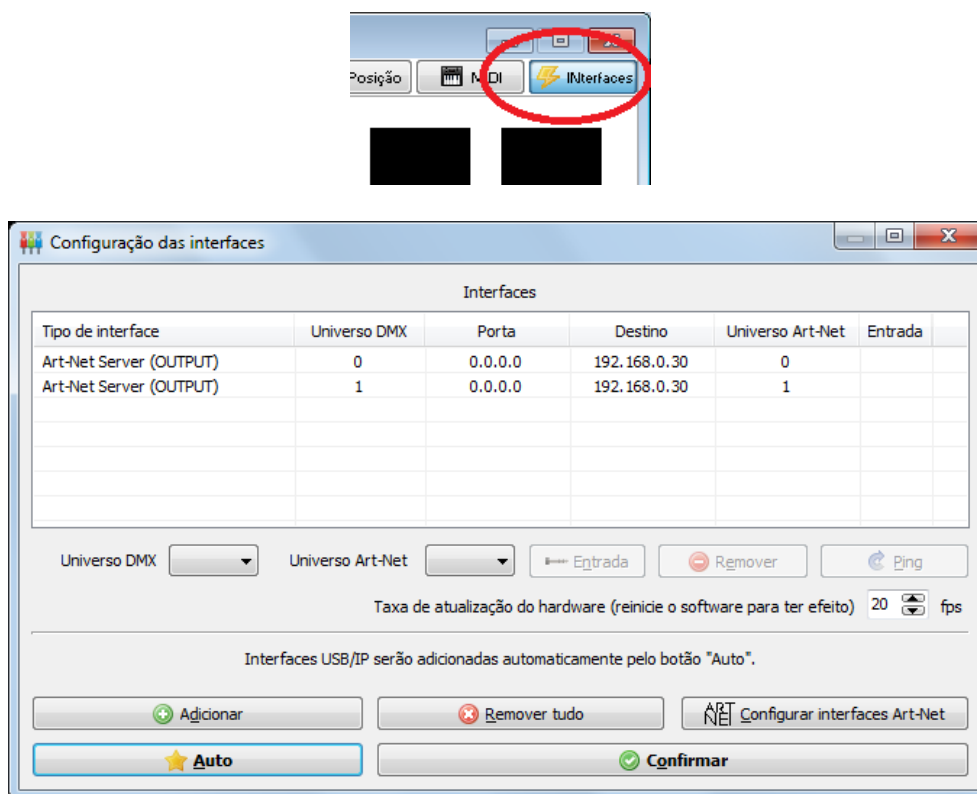 Posição MIDI INterfaces
Configuração das interfaces
Interfaces
Tipo de interface Universo DMX Porta Destino Universo Art-Net Entrada
Art-Net Server (OUTPUT) 0 0.0.0.0 192.168.0.30 0
Art-Net Server (OUTPUT) 1 0.0.0.0 192.168.0.30 1
Universo DMX Universo Art-Net Entrada Remover Ping
Taxa de atualização do hardware (reinicie o software para ter efeito) 20 fps
Interfaces USB/IP serão adicionadas automaticamente pelo botão "Auto".
Adicionar Remover tudo ART NET Configurar interfaces Art-Net
Auto Confirmar